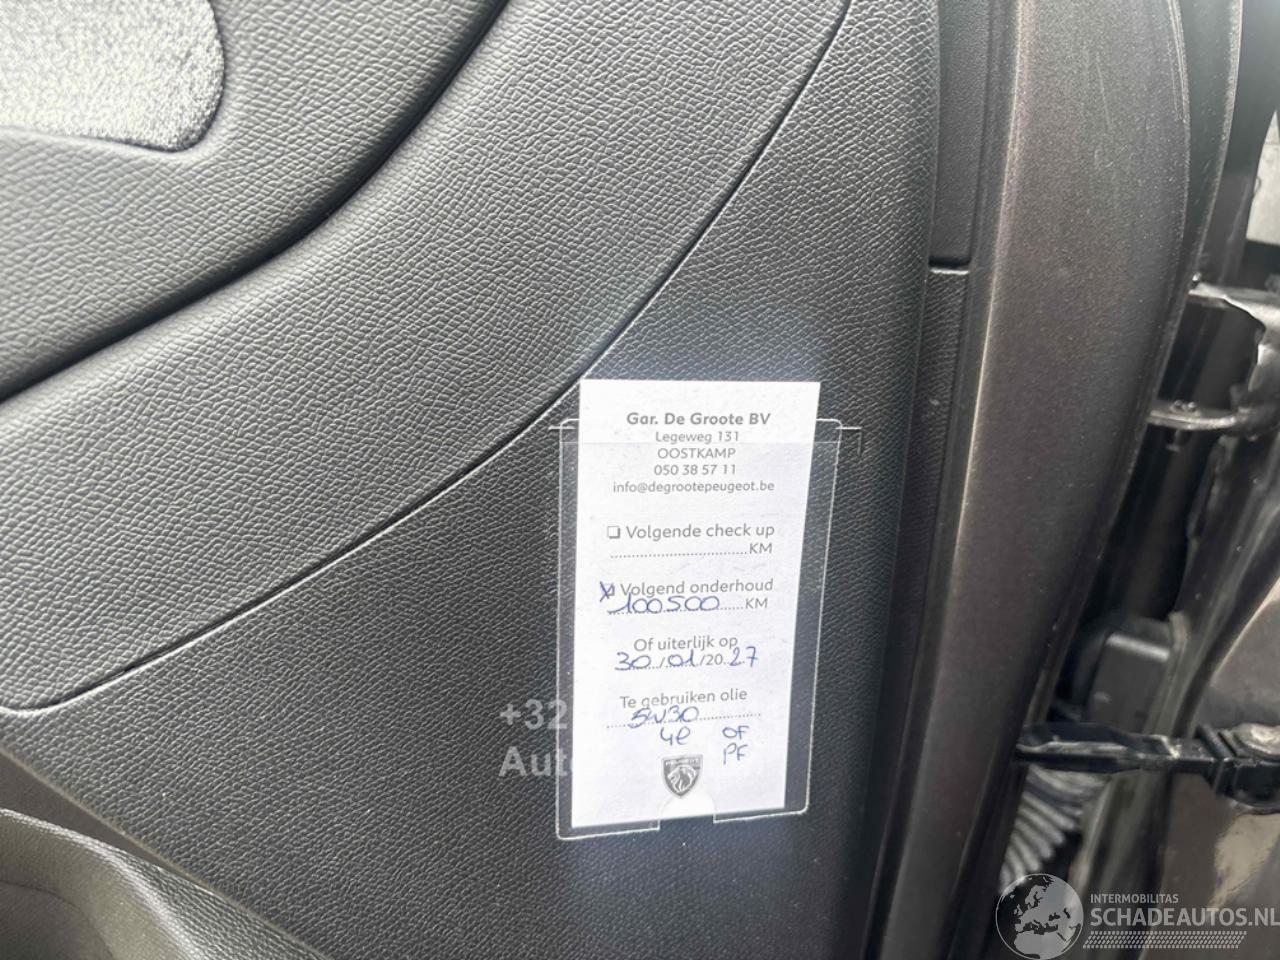 Gar. De Groote BV
Legeweg 131
OOSTKAMP
050 38 57 11
info@degrootepeugeot.be
Volgende check up
................................KM
Volgend onderhoud
100500......KM
Of uiterlijk op
30/01/2027
Te gebruiken olie
5W30
4l OF
PF
PEUGEOT
+32
Aut
INTERMOBILITAS
SCHADEAUTOS.NL